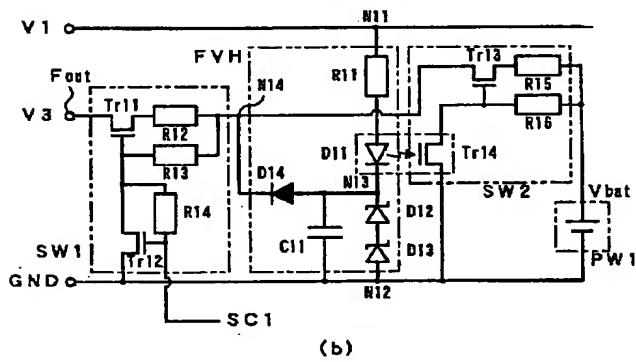 N11
V1
FVH
Tr13
Fout
N14
R11
R15
Tr11
V3
R12
R16
R13
D11
Tr14
D14
N13
SW2
Vbat
R14
D12
C11
D13
SW1
Tr12
PW1
GND
N12
SC1
(b)